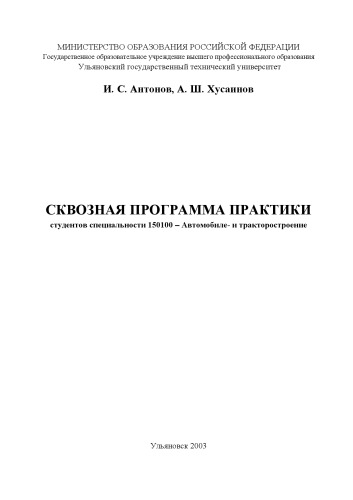 МИНИСТЕРСТВО ОБРАЗОВАНИЯ РОССИЙСКОЙ ФЕДЕРАЦИИ
Государственное образовательное учреждение высшего профессионального образования
Ульяновский государственный технический университет
И. С. Антонов, А. Ш. Хусаинов
СКВОЗНАЯ ПРОГРАММА ПРАКТИКИ
студентов специальности 150100 – Автомобиле- и тракторостроение
Ульяновск 2003